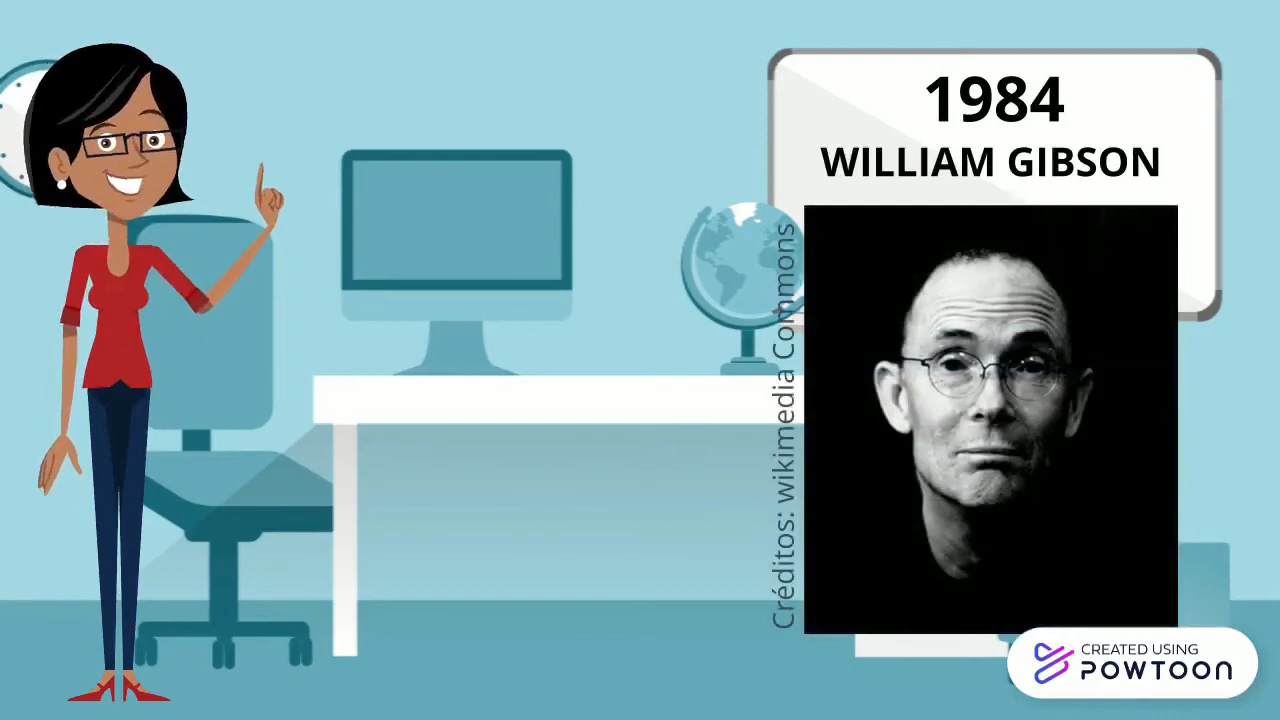 1984
WILLIAM GIBSON
Créditos: wikimedia Commons
CREATED USING
POWTOON